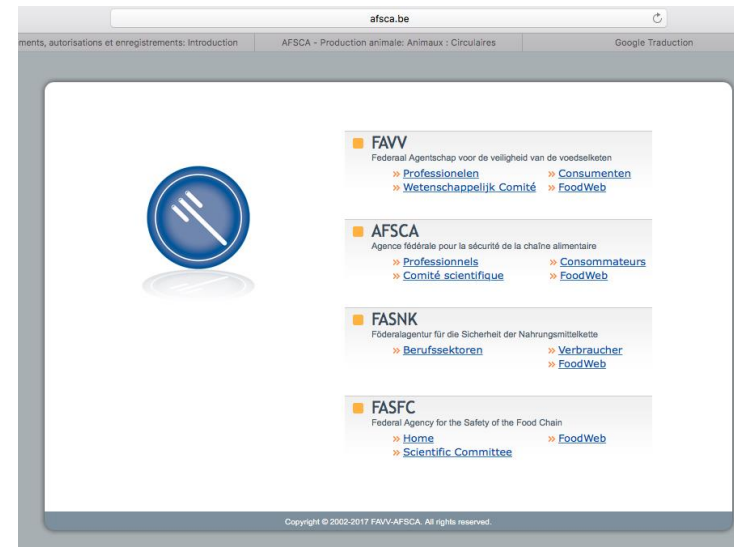 afsca.be
ments, autorisations et enregistrements: Introduction
AFSCA - Production animale: Animaux : Circulaires
Google Traduction
FAVV
Federaal Agentschap voor de veiligheid van de voedselketen
» Professionelen » Consumenten
» Wetenschappelijk Comité » FoodWeb
AFSCA
Agence fédérale pour la sécurité de la chaîne alimentaire
» Professionnels » Consommateurs
» Comité scientifique » FoodWeb
FASNK
Föderalagentur für die Sicherheit der Nahrungsmittelkette
» Berufssektoren » Verbraucher
» FoodWeb
FASFC
Federal Agency for the Safety of the Food Chain
» Home » FoodWeb
» Scientific Committee
Copyright © 2002-2017 FAVV-AFSCA. All rights reserved.